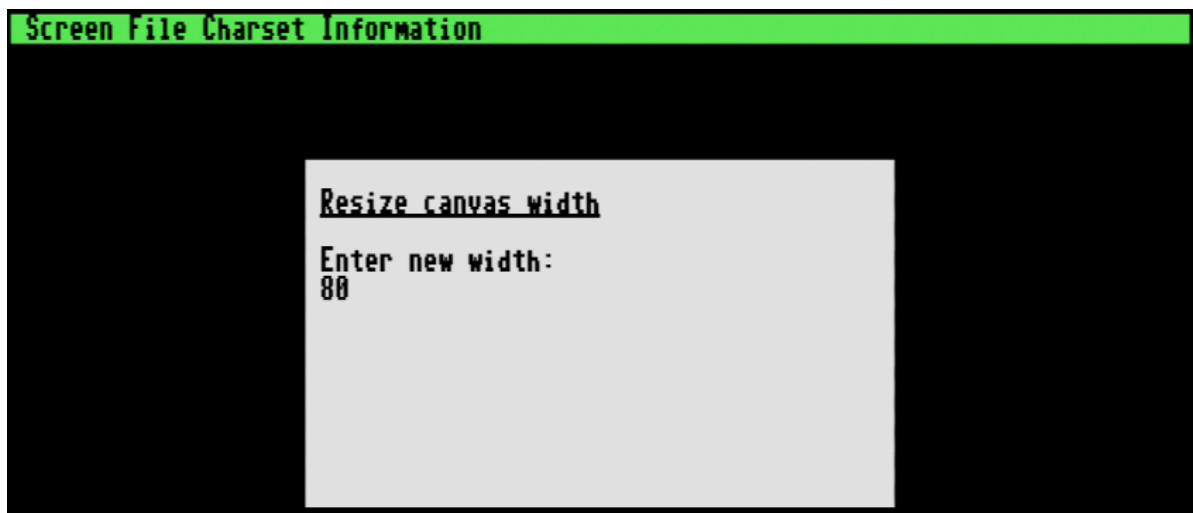 Screen File Charset Information
Resize canvas width
Enter new width:
80